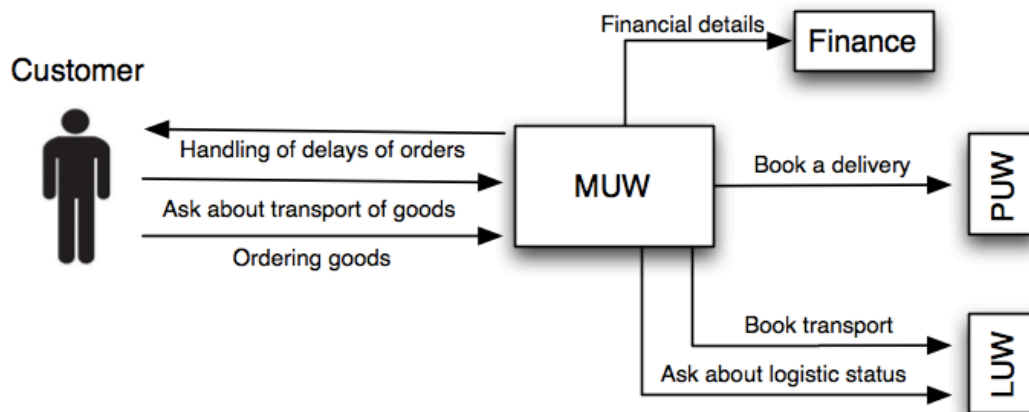 Financial details
Finance
Customer
Handling of delays of orders
MUW
Book a delivery
PUW
Ask about transport of goods
Ordering goods
Book transport
LUW
Ask about logistic status